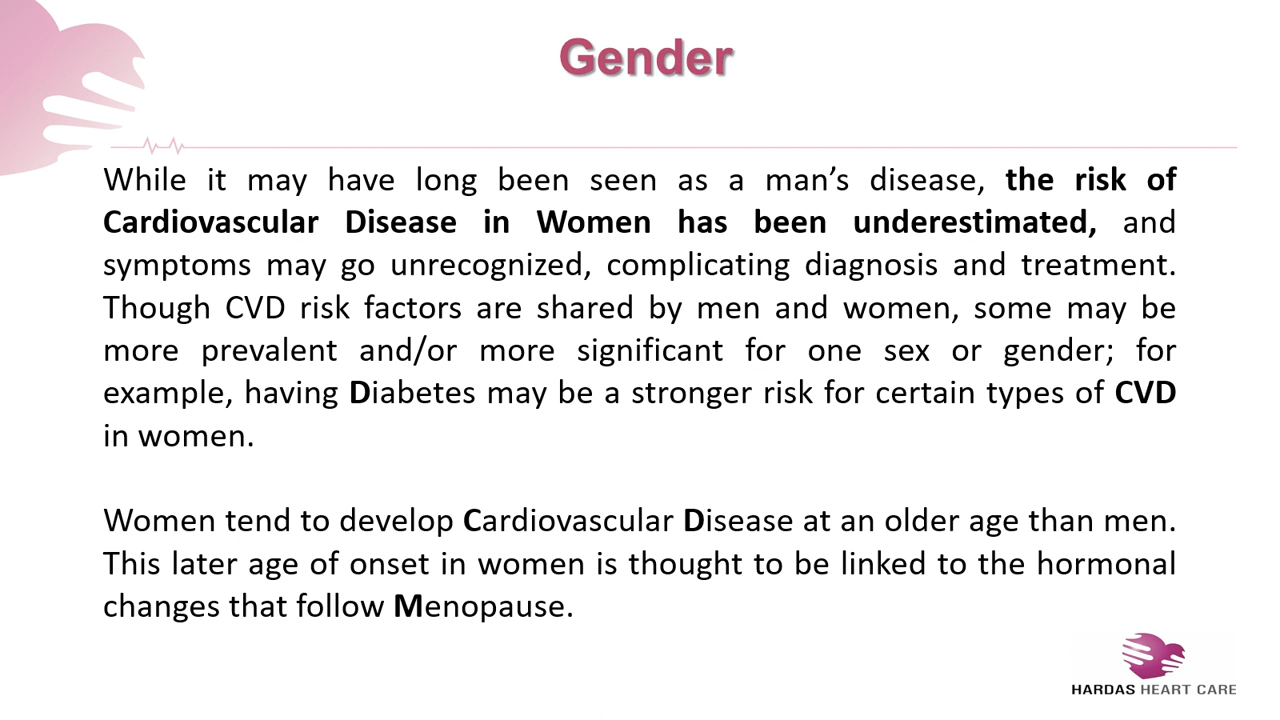 Gender
While it may have long been seen as a man’s disease, the risk of
Cardiovascular Disease in Women has been underestimated, and
symptoms may go unrecognized, complicating diagnosis and treatment.
Though CVD risk factors are shared by men and women, some may be
more prevalent and/or more significant for one sex or gender; for
example, having Diabetes may be a stronger risk for certain types of CVD
in women.
Women tend to develop Cardiovascular Disease at an older age than men.
This later age of onset in women is thought to be linked to the hormonal
changes that follow Menopause.
HARDAS HEART CARE